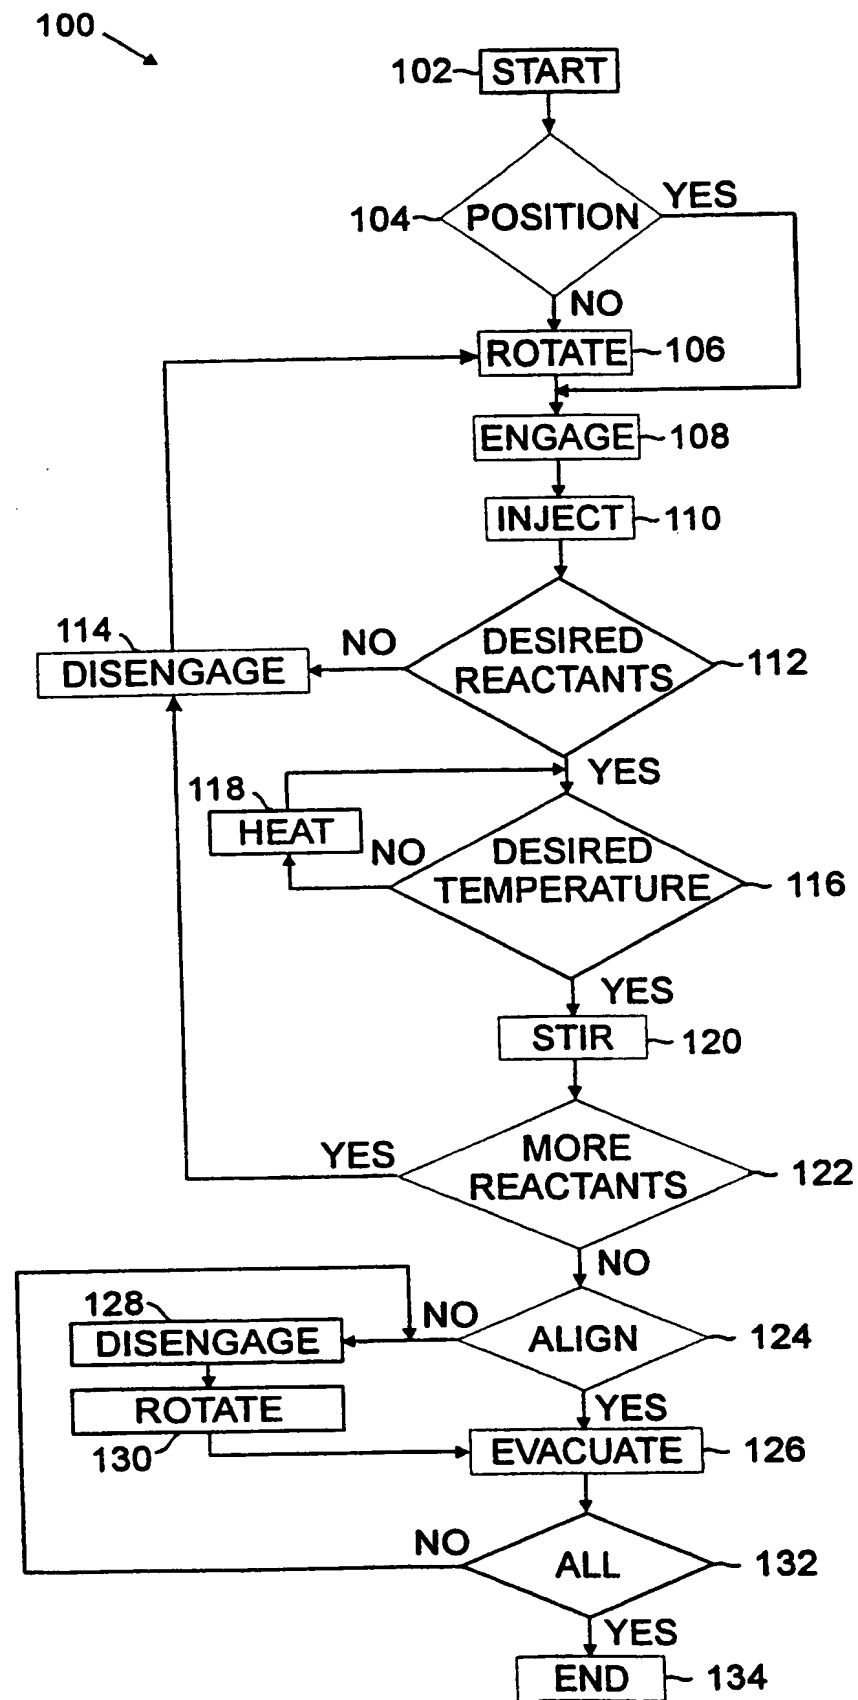 100
102 START
104 POSITION YES
NO
ROTATE 106
ENGAGE 108
INJECT 110
114 NO DESIRED
REACTANTS 112
DISENGAGE
YES
118
HEAT NO DESIRED
TEMPERATURE 116
YES
STIR 120
YES MORE
REACTANTS 122
NO
128 NO
DISENGAGE ALIGN 124
ROTATE YES
130 EVACUATE 126
NO ALL 132
YES
END 134